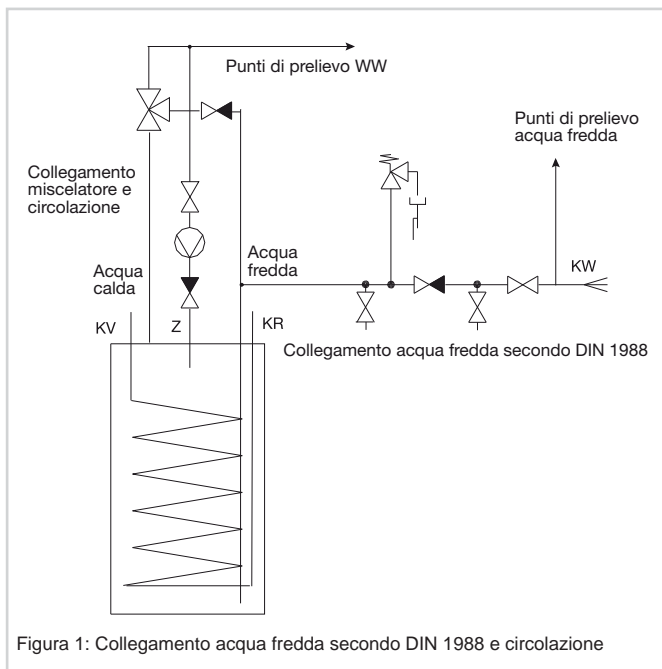 Punti di prelievo WW
Punti di prelievo
acqua fredda
Collegamento
miscelatore e
circolazione
Acqua
fredda
KW
Acqua
calda
KV
Z
KR
Collegamento acqua fredda secondo DIN 1988
Figura 1: Collegamento acqua fredda secondo DIN 1988 e circolazione